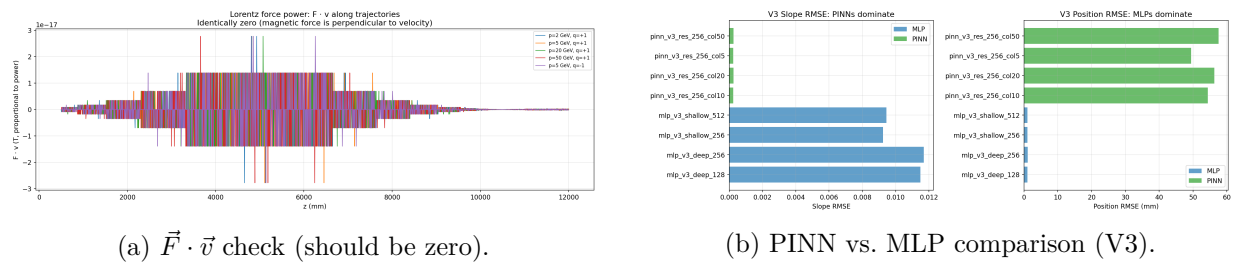 Lorentz force power: F · v along trajectories
Identically zero (magnetic force is perpendicular to velocity)
1e−17
F · v (T, proportional to power)
3
2
1
0
−1
−2
−3
0 2000 4000 6000 8000 10000 12000
z (mm)
p=2 GeV, q=+1
p=5 GeV, q=+1
p=20 GeV, q=+1
p=50 GeV, q=+1
p=5 GeV, q=-1
(a) F⃗ · v⃗ check (should be zero).
V3 Slope RMSE: PINNs dominate
MLP
PINN
pinn_v3_res_256_col50
pinn_v3_res_256_col5
pinn_v3_res_256_col20
pinn_v3_res_256_col10
mlp_v3_shallow_512
mlp_v3_shallow_256
mlp_v3_deep_256
mlp_v3_deep_128
0.000 0.002 0.004 0.006 0.008 0.010 0.012
Slope RMSE
V3 Position RMSE: MLPs dominate
pinn_v3_res_256_col50
pinn_v3_res_256_col5
pinn_v3_res_256_col20
pinn_v3_res_256_col10
mlp_v3_shallow_512
mlp_v3_shallow_256
mlp_v3_deep_256
mlp_v3_deep_128
MLP
PINN
0 10 20 30 40 50 60
Position RMSE (mm)
(b) PINN vs. MLP comparison (V3).